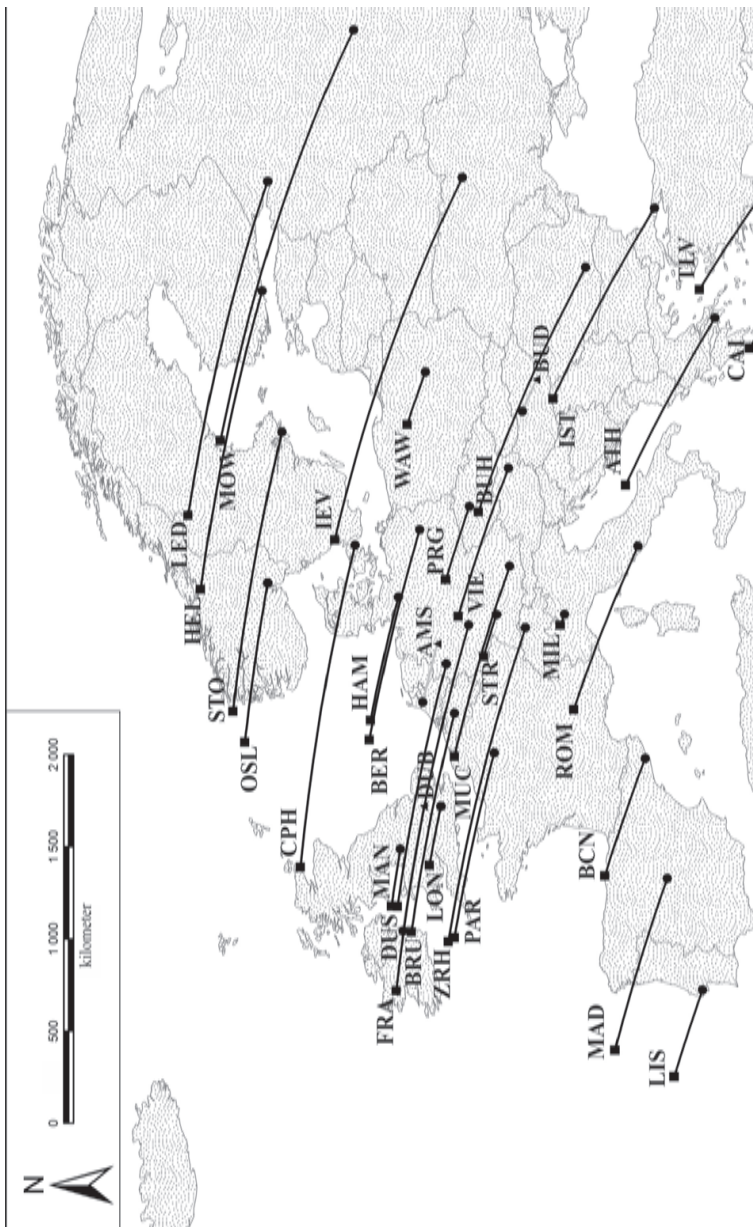 N
0 500 1 000 1 500 2 000
kilometer
LED
HEL
STO
MOW
OSL
CPH
IEV
HAM
BER
MAN
FRA
DUS
WAW
BRU
DUB
AMS
LON
PRG
ZRH
MUC
PAR
VIE
BUH
STR
BUD
MIL
ROM
IST
BCN
MAD
ATH
LIS
TLV
CAI